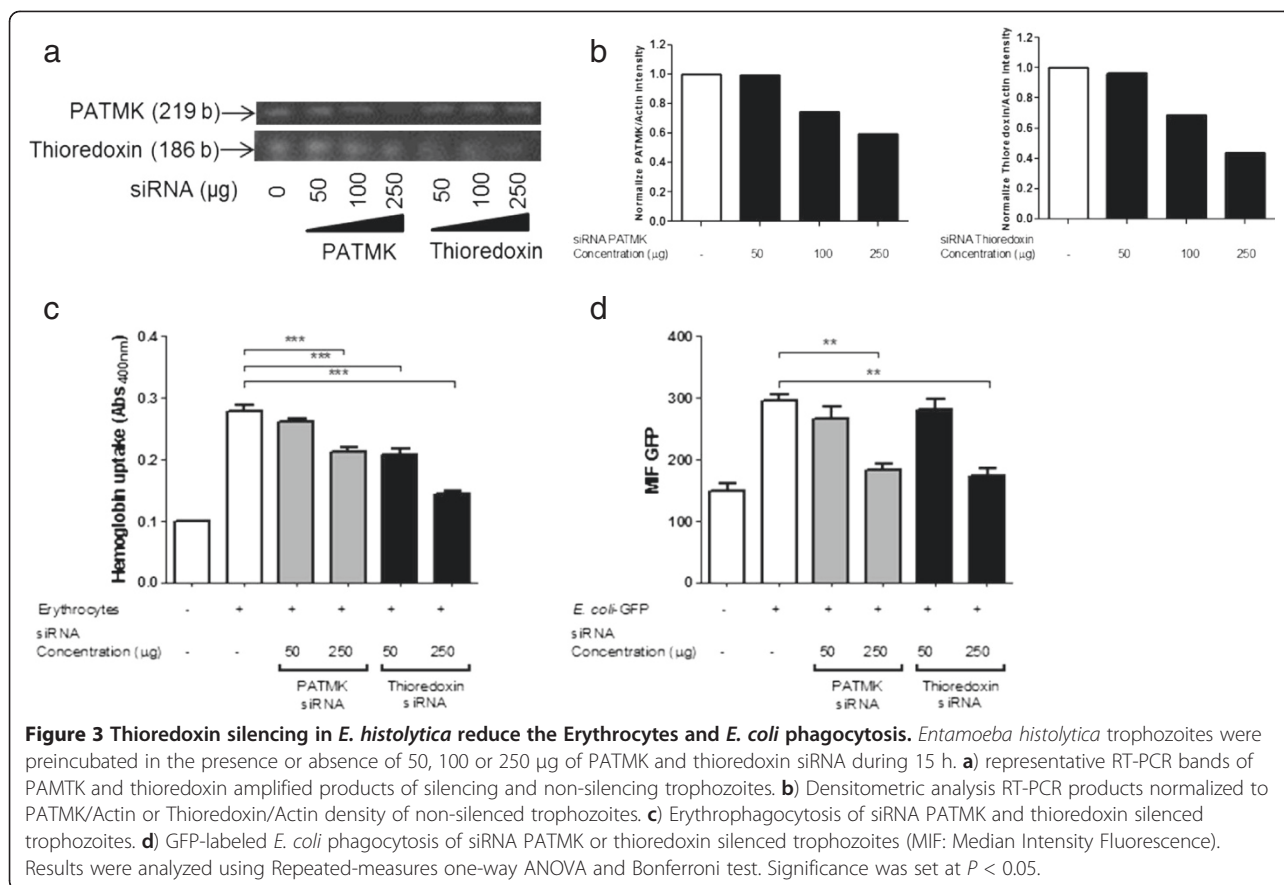 a
PATMK (219 b)
Thioredoxin (186 b)
siRNA (µg)
0 50 100 250 50 100 250
PATMK Thioredoxin
b
Normalize PATMK/Actin Intensity
1.2
1.0
0.8
0.6
0.4
0.2
0.0
siRNA PATMK
Concentration (µg) - 50 100 250
Normalize Thioredoxin/Actin Intensity
1.2
1.0
0.8
0.6
0.4
0.2
0.0
siRNA Thioredoxin
Concentration (µg) - 50 100 250
c
Hemoglobin uptake (Abs 400nm)
0.4
0.3
0.2
0.1
0.0
***
***
***
Erythrocytes - + + + + +
siRNA
Concentration (µg) - - 50 250 50 250
PATMK Thioredoxin
siRNA siRNA
d
MIF GFP
400
300
200
100
0
**
**
E. coli-GFP - + + + + +
siRNA
Concentration (µg) - - 50 250 50 250
PATMK Thioredoxin
siRNA siRNA
Figure 3 Thioredoxin silencing in E. histolytica reduce the Erythrocytes and E. coli phagocytosis. Entamoeba histolytica trophozoites were
preincubated in the presence or absence of 50, 100 or 250 µg of PATMK and thioredoxin siRNA during 15 h. a) representative RT-PCR bands of
PAMTK and thioredoxin amplified products of silencing and non-silencing trophozoites. b) Densitometric analysis RT-PCR products normalized to
PATMK/Actin or Thioredoxin/Actin density of non-silenced trophozoites. c) Erythrophagocytosis of siRNA PATMK and thioredoxin silenced
trophozoites. d) GFP-labeled E. coli phagocytosis of siRNA PATMK or thioredoxin silenced trophozoites (MIF: Median Intensity Fluorescence).
Results were analyzed using Repeated-measures one-way ANOVA and Bonferroni test. Significance was set at P < 0.05.